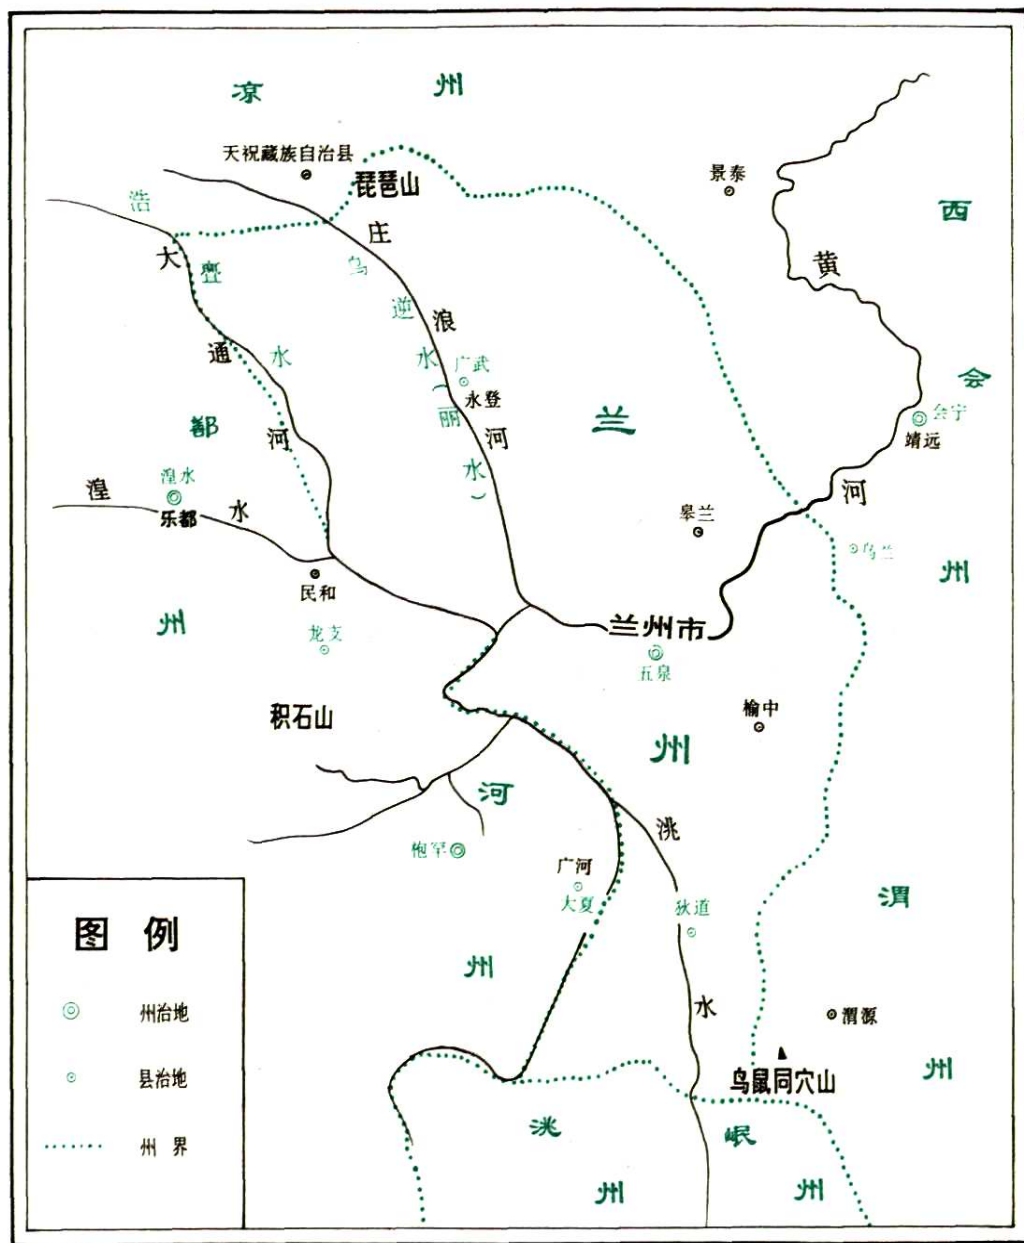 凉州
天祝藏族自治县
琵琶山
景泰
西会州
浩亹水
大通河
庄浪河
乌逆水(丽水)
黄河
广武
永登
兰州
会宁
靖远
鄯州
湟水
乐都
湟水
皋兰
乌兰
民和
龙支
兰州市
五泉
榆中
积石山
河州
枹罕
洮水
广河
大夏
狄道
渭州
渭源
鸟鼠同穴山
洮州
岷州
图例
州治地
县治地
州界